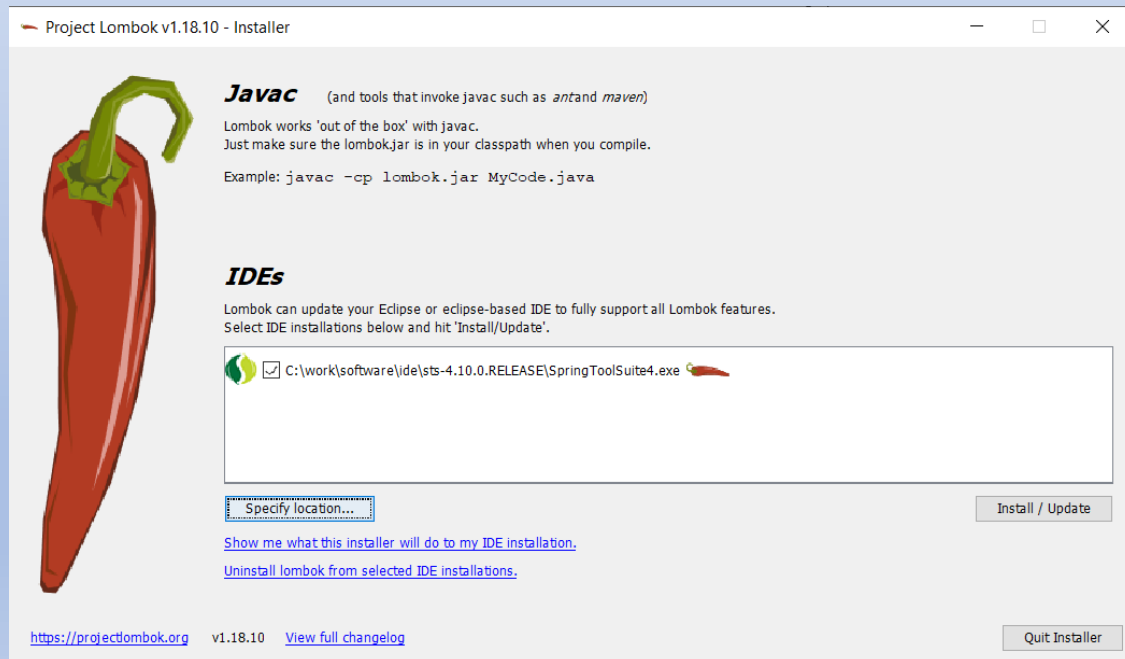 Project Lombok v1.18.10 - Installer
Javac (and tools that invoke javac such as ant and maven)
Lombok works 'out of the box' with javac.
Just make sure the lombok.jar is in your classpath when you compile.
Example: javac -cp lombok.jar MyCode.java
IDEs
Lombok can update your Eclipse or eclipse-based IDE to fully support all Lombok features.
Select IDE installations below and hit 'Install/Update'.
C:\work\software\ide\sts-4.10.0.RELEASE\SpringToolSuite4.exe
Specify location... Install / Update
Show me what this installer will do to my IDE installation.
Uninstall lombok from selected IDE installations.
https://projectlombok.org v1.18.10 View full changelog Quit Installer